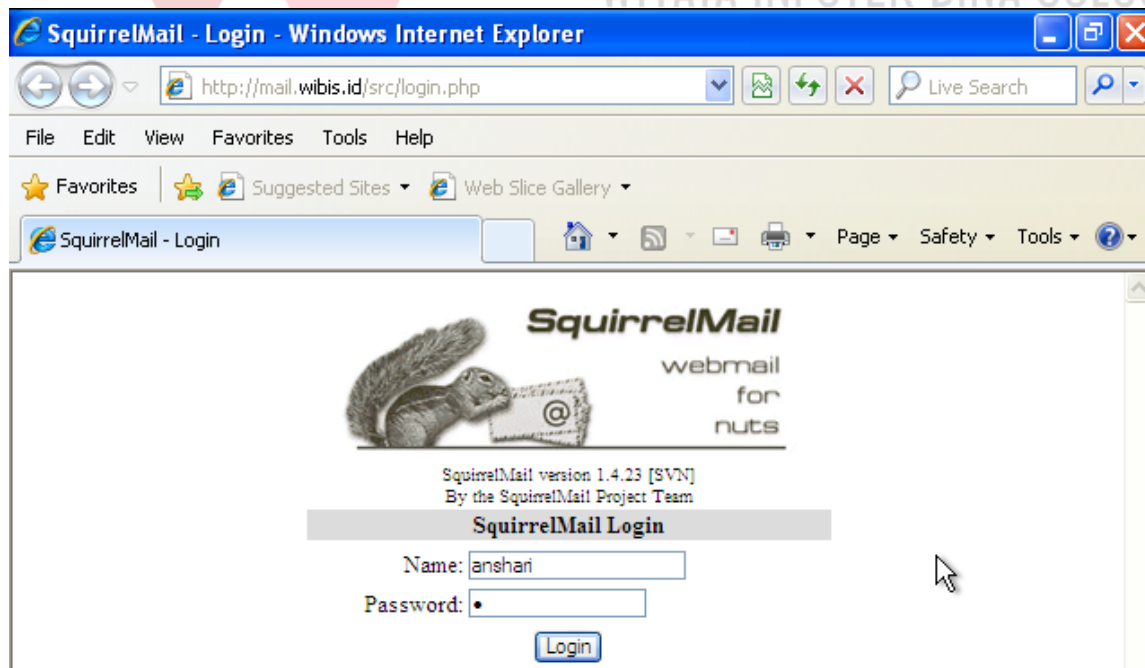 SquirrelMail - Login - Windows Internet Explorer
http://mail.wibis.id/src/login.php
Live Search
File Edit View Favorites Tools Help
Favorites Suggested Sites Web Slice Gallery
SquirrelMail - Login Page Safety Tools
SquirrelMail
webmail
for
nuts
@
SquirrelMail version 1.4.23 [SVN]
By the SquirrelMail Project Team
SquirrelMail Login
Name: anshari
Password: •
Login